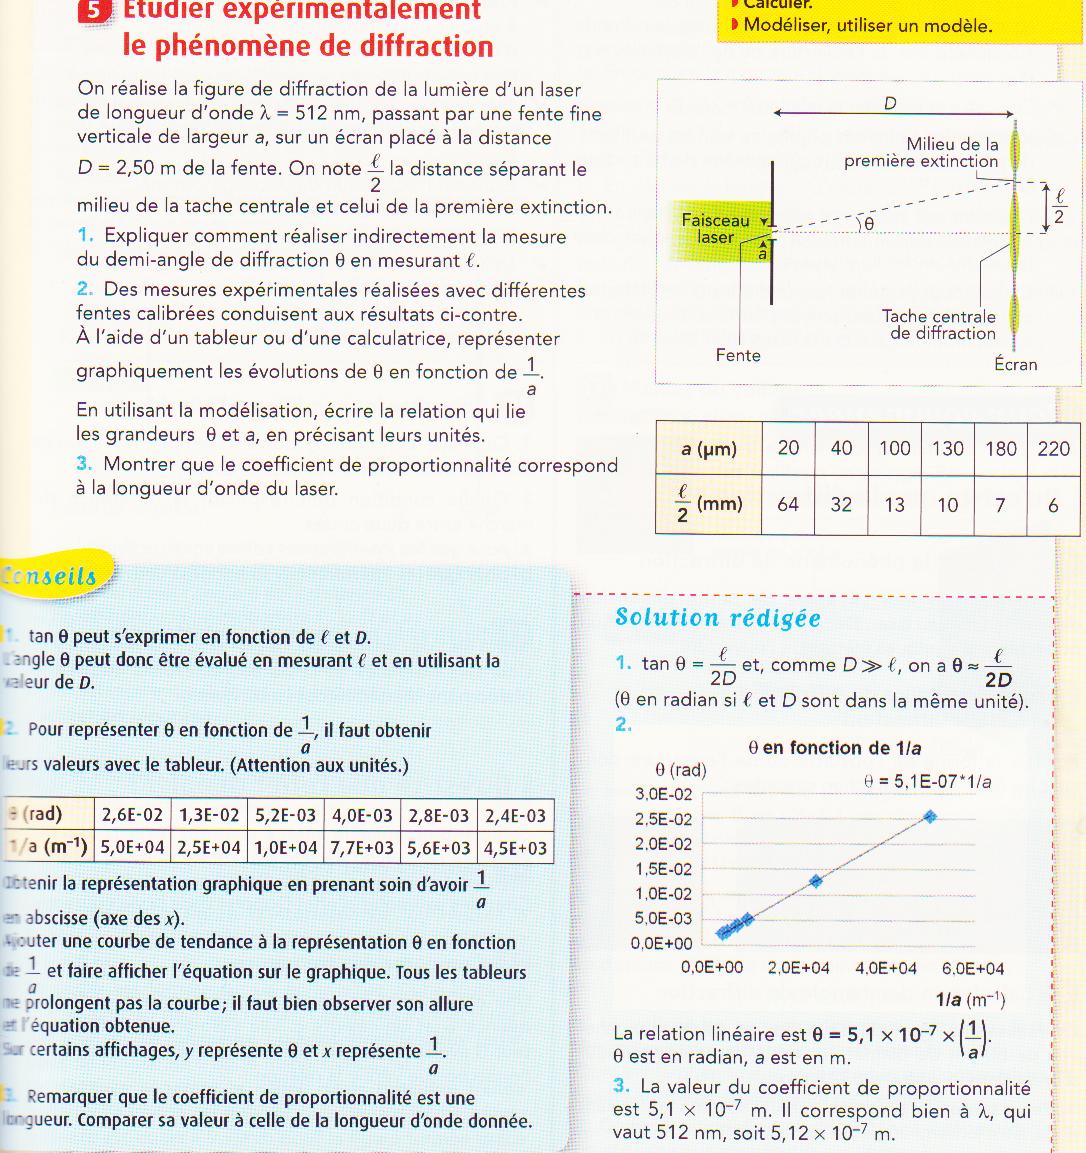 5 Étudier expérimentalement
le phénomène de diffraction
Calculer.
Modéliser, utiliser un modèle.
On réalise la figure de diffraction de la lumière d'un laser
de longueur d'onde λ = 512 nm, passant par une fente fine
verticale de largeur a, sur un écran placé à la distance
D = 2,50 m de la fente. On note ℓ/2 la distance séparant le
milieu de la tache centrale et celui de la première extinction.
1. Expliquer comment réaliser indirectement la mesure
du demi-angle de diffraction θ en mesurant ℓ.
2. Des mesures expérimentales réalisées avec différentes
fentes calibrées conduisent aux résultats ci-contre.
À l'aide d'un tableur ou d'une calculatrice, représenter
graphiquement les évolutions de θ en fonction de 1/a.
En utilisant la modélisation, écrire la relation qui lie
les grandeurs θ et a, en précisant leurs unités.
3. Montrer que le coefficient de proportionnalité correspond
à la longueur d'onde du laser.
D
Milieu de la
première extinction
ℓ/2
Faisceau
laser
θ
a
Tache centrale
de diffraction
Fente
Écran
a (μm) 20 40 100 130 180 220
ℓ/2 (mm) 64 32 13 10 7 6
Conseils
1. tan θ peut s'exprimer en fonction de ℓ et D.
L'angle θ peut donc être évalué en mesurant ℓ et en utilisant la
valeur de D.
2. Pour représenter θ en fonction de 1/a, il faut obtenir
leurs valeurs avec le tableur. (Attention aux unités.)
θ (rad) 2,6E-02 1,3E-02 5,2E-03 4,0E-03 2,8E-03 2,4E-03
1/a (m⁻¹) 5,0E+04 2,5E+04 1,0E+04 7,7E+03 5,6E+03 4,5E+03
Obtenir la représentation graphique en prenant soin d'avoir 1/a
en abscisse (axe des x).
Ajouter une courbe de tendance à la représentation θ en fonction
de 1/a et faire afficher l'équation sur le graphique. Tous les tableurs
ne prolongent pas la courbe; il faut bien observer son allure
et l'équation obtenue.
Sur certains affichages, y représente θ et x représente 1/a.
3. Remarquer que le coefficient de proportionnalité est une
longueur. Comparer sa valeur à celle de la longueur d'onde donnée.
Solution rédigée
1. tan θ = ℓ/2D et, comme D ≫ ℓ, on a θ ≈ ℓ/2D
(θ en radian si ℓ et D sont dans la même unité).
2.
θ en fonction de 1/a
θ (rad)
θ = 5,1E-07*1/a
3,0E-02
2,5E-02
2,0E-02
1,5E-02
1,0E-02
5,0E-03
0,0E+00
0,0E+00 2,0E+04 4,0E+04 6,0E+04
1/a (m⁻¹)
La relation linéaire est θ = 5,1 × 10⁻⁷ × (1/a).
θ est en radian, a est en m.
3. La valeur du coefficient de proportionnalité
est 5,1 × 10⁻⁷ m. Il correspond bien à λ, qui
vaut 512 nm, soit 5,12 × 10⁻⁷ m.